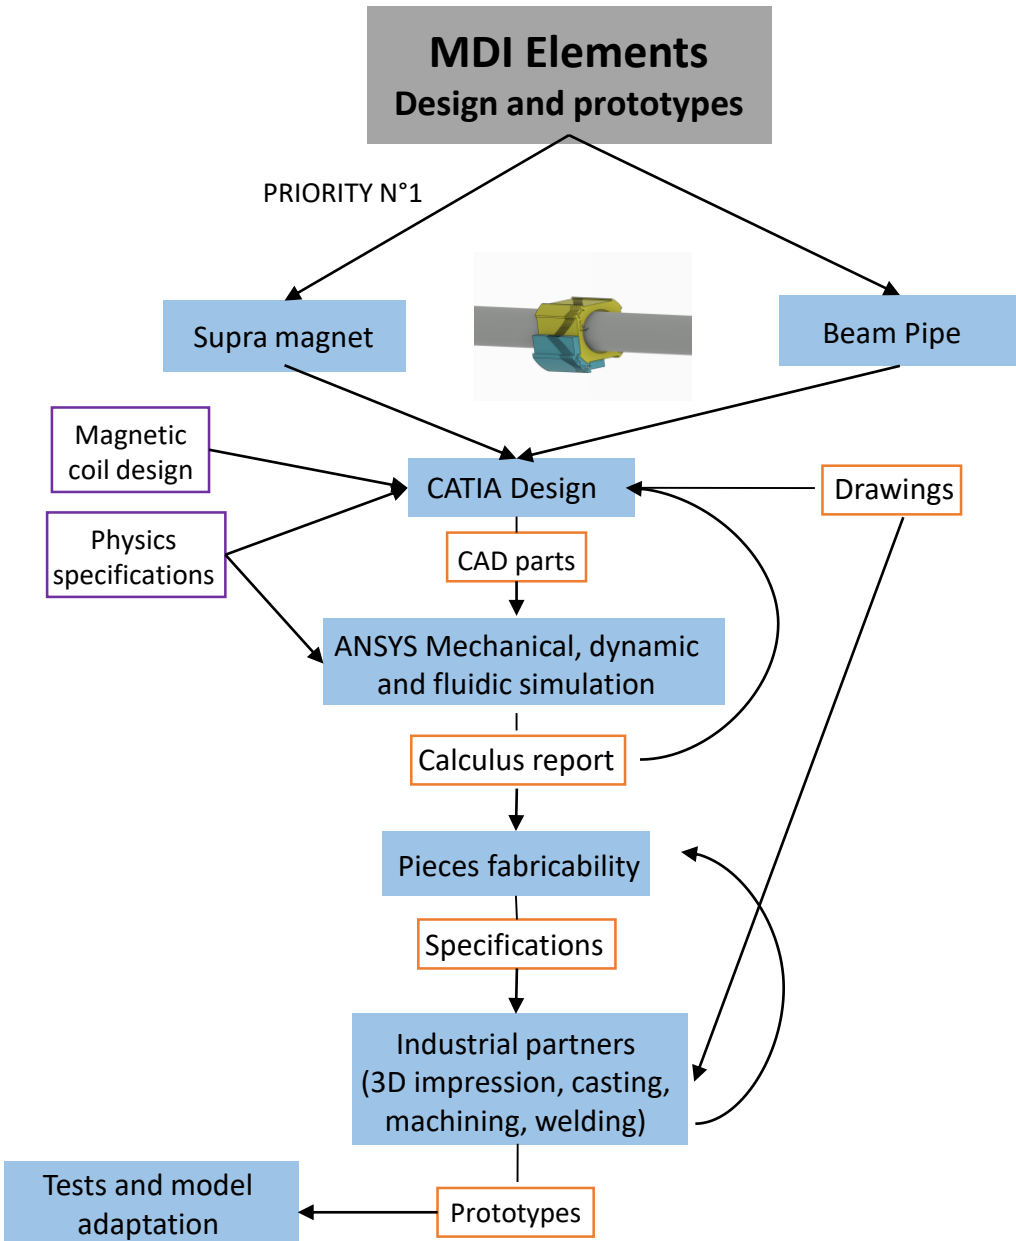 MDI Elements
Design and prototypes
PRIORITY N°1
Supra magnet
Beam Pipe
Magnetic
coil design
CATIA Design
Drawings
Physics
specifications
CAD parts
ANSYS Mechanical, dynamic
and fluidic simulation
Calculus report
Pieces fabricability
Specifications
Industrial partners
(3D impression, casting,
machining, welding)
Tests and model
adaptation
Prototypes